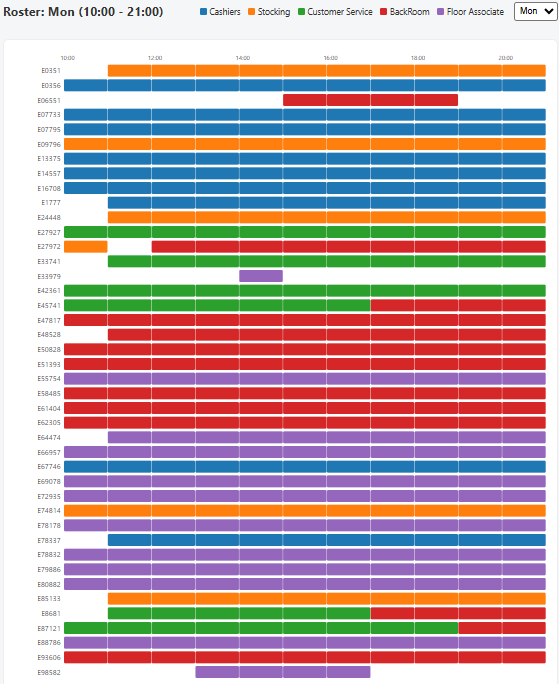 Roster: Mon (10:00 - 21:00)
Cashiers Stocking Customer Service BackRoom Floor Associate Mon
10:00 12:00 14:00 16:00 18:00 20:00
E0351
E0356
E06551
E07733
E07795
E09796
E13375
E14557
E16708
E1777
E24448
E27927
E27972
E33741
E33979
E42361
E45741
E47817
E48528
E50828
E51393
E55754
E58485
E61404
E62305
E64474
E66957
E67746
E69078
E72935
E74814
E78178
E78337
E78832
E79886
E80882
E85133
E8681
E87121
E88786
E93606
E98582